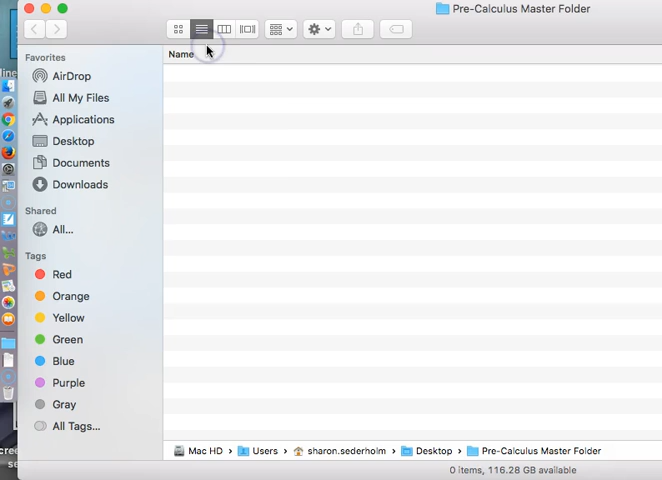 Pre-Calculus Master Folder
Name
Favorites
AirDrop
All My Files
Applications
Desktop
Documents
Downloads
Shared
All...
Tags
Red
Orange
Yellow
Green
Blue
Purple
Gray
All Tags...
Mac HD › Users › sharon.sederholm › Desktop › Pre-Calculus Master Folder
0 items, 116.28 GB available